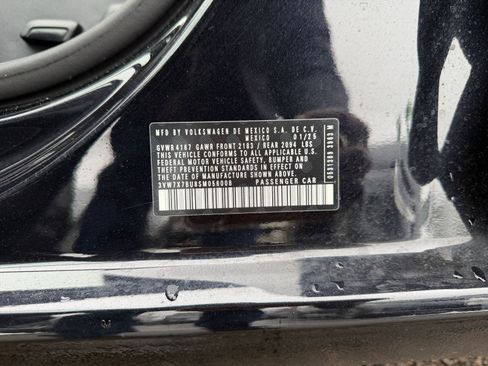 MFD BY VOLKSWAGEN DE MEXICO S.A. DE C.V.
MEXICO 01/25
GVWR 4167 GAWR FRONT 2183 / REAR 2094 LBS
THIS VEHICLE CONFORMS TO ALL APPLICABLE U.S.
FEDERAL MOTOR VEHICLE SAFETY, BUMPER AND
THEFT PREVENTION STANDARDS IN EFFECT ON THE
DATE OF MANUFACTURE SHOWN ABOVE.
3VW7X7BU8SM056008 PASSENGER CAR